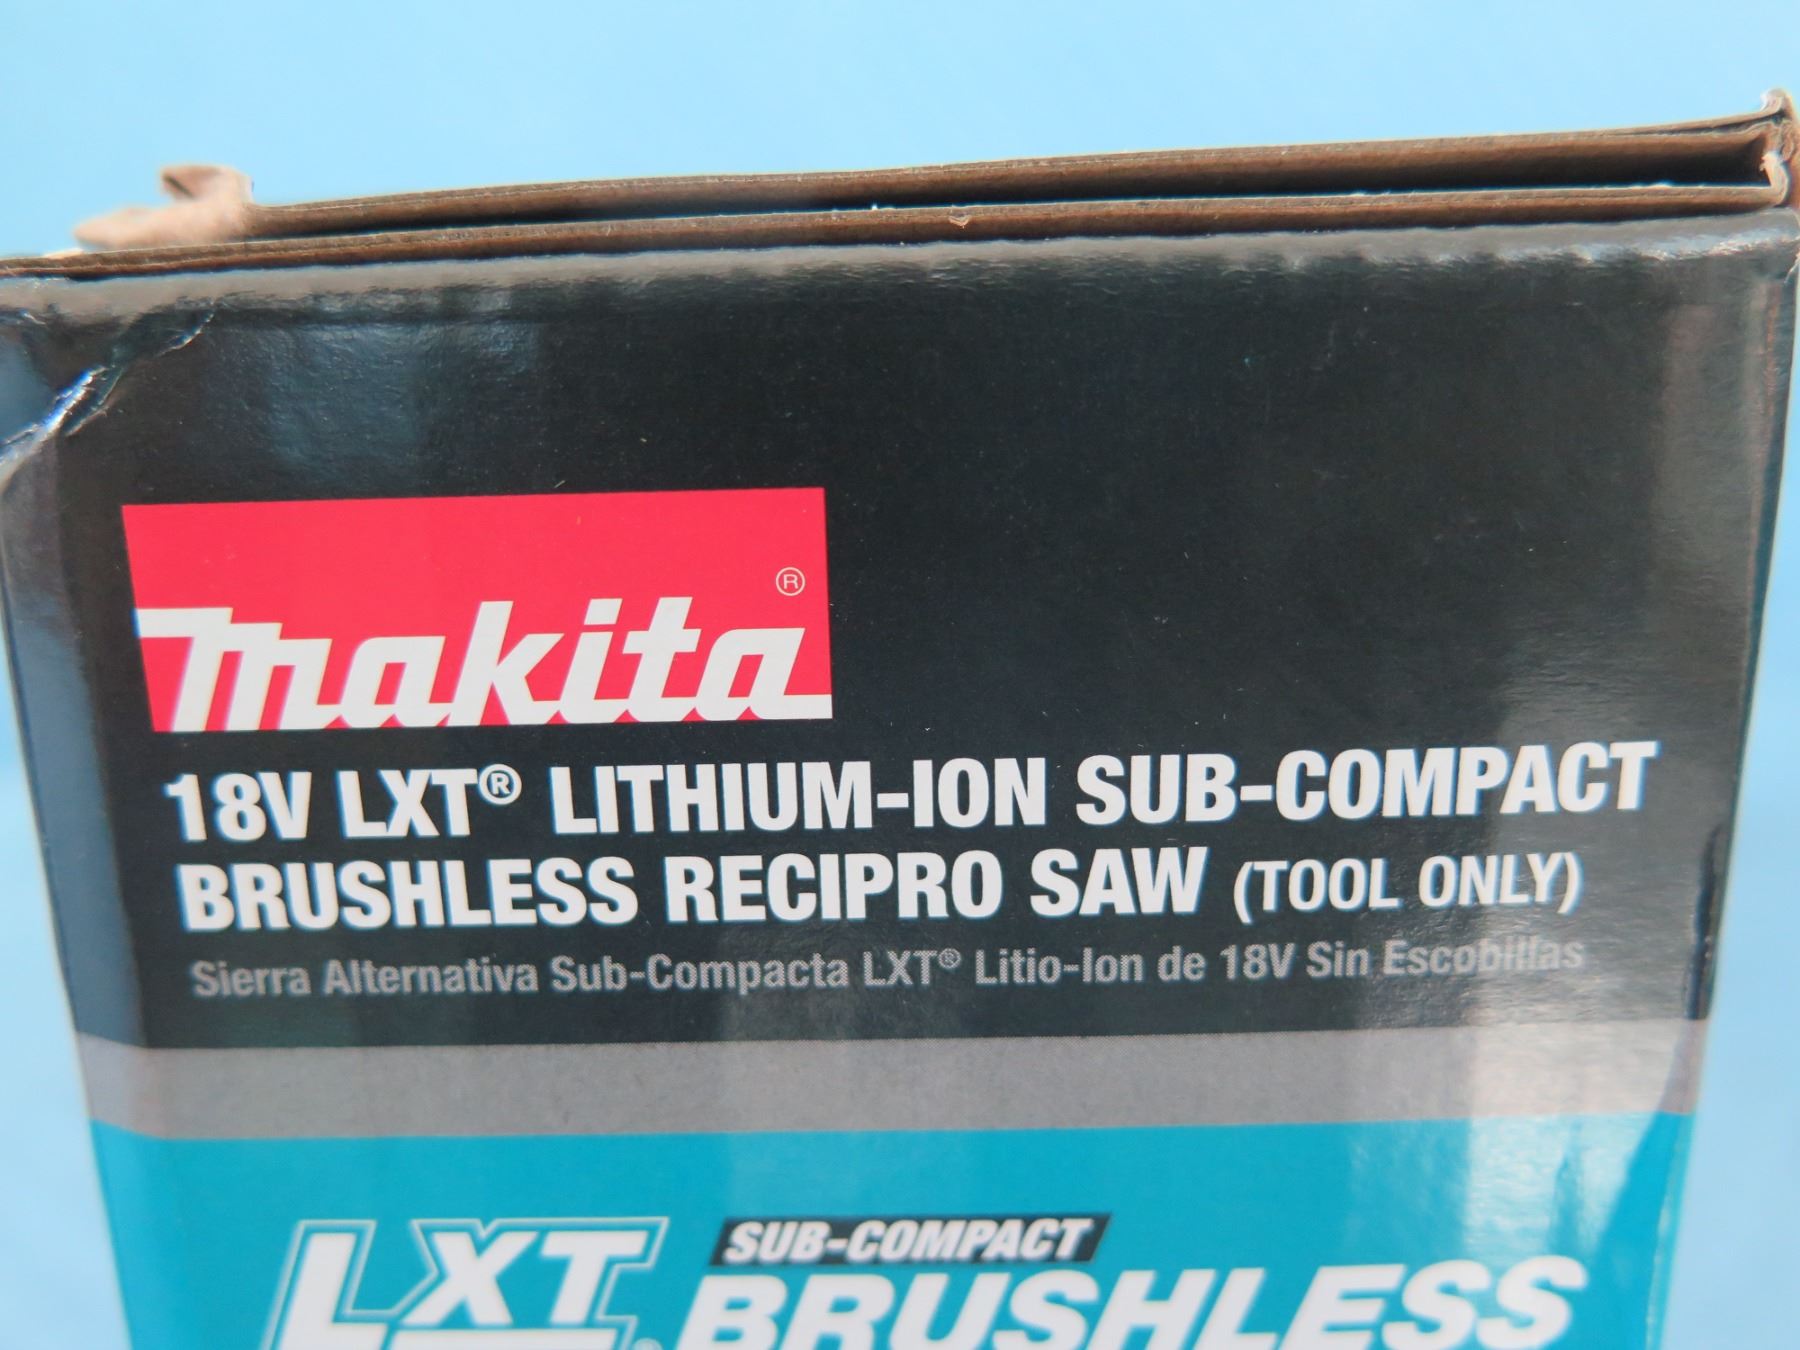 makita®
18V LXT® LITHIUM-ION SUB-COMPACT
BRUSHLESS RECIPRO SAW (TOOL ONLY)
Sierra Alternativa Sub-Compacta LXT® Litio-Ion de 18V Sin Escobillas
LXT® SUB-COMPACT
BRUSHLESS